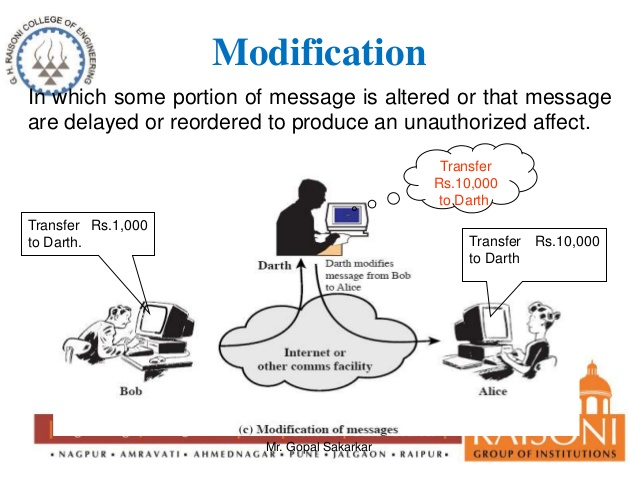 G. H. RAISONI COLLEGE OF ENGINEERING
Modification
In which some portion of message is altered or that message
are delayed or reordered to produce an unauthorized affect.
Transfer
Rs.10,000
to Darth
Transfer Rs.1,000
to Darth.
Transfer Rs.10,000
to Darth
Darth
Darth modifies
message from Bob
to Alice
Internet or
other comms facility
Bob
Alice
(c) Modification of messages
RAISONI
Mr. Gopal Sakarkar
• NAGPUR • AMRAVATI • AHMEDNAGAR • PUNE • JALGAON • RAIPUR •
GROUP OF INSTITUTIONS